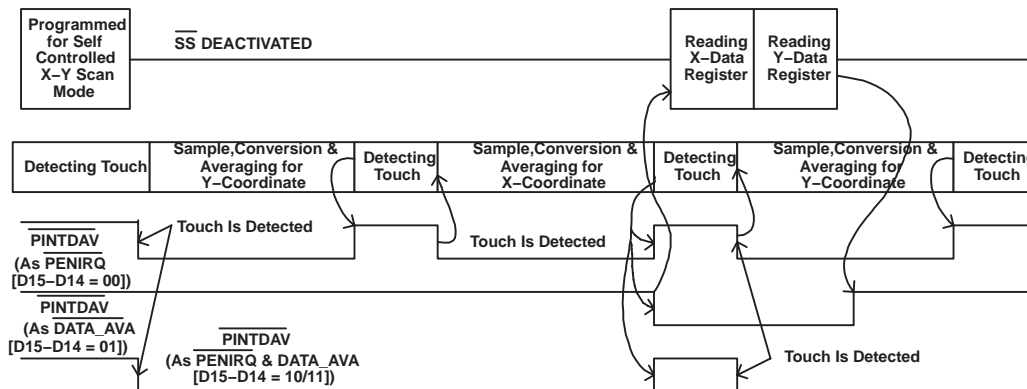 Programmed
for Self
Controlled
X−Y Scan
Mode
SS DEACTIVATED
Reading
X−Data
Register
Reading
Y−Data
Register
Detecting Touch
Sample,Conversion &
Averaging for
Y−Coordinate
Detecting
Touch
Sample,Conversion &
Averaging for
X−Coordinate
Detecting
Touch
Sample,Conversion &
Averaging for
Y−Coordinate
Detecting
Touch
Touch Is Detected
Touch Is Detected
PINTDAV
(As PENIRQ
[D15−D14 = 00])
PINTDAV
(As DATA_AVA
[D15−D14 = 01])
PINTDAV
(As PENIRQ & DATA_AVA
[D15−D14 = 10/11])
Touch Is Detected